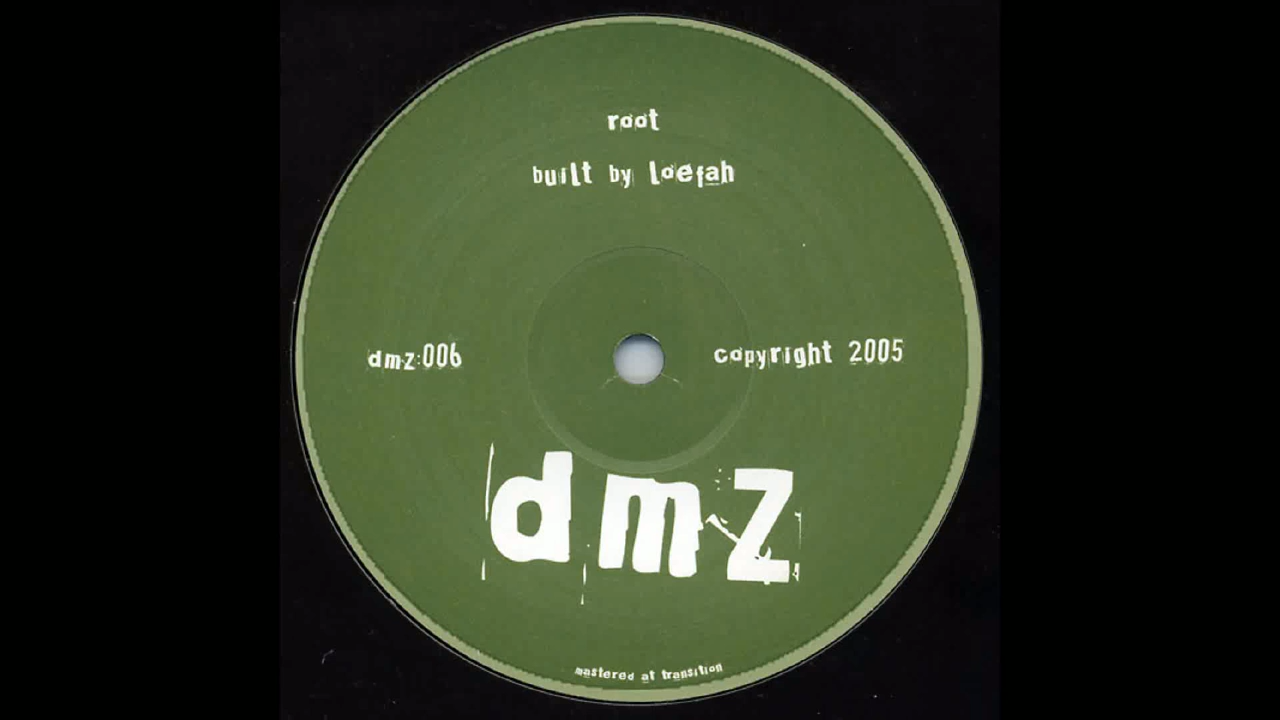 root
built by loefah
dmz:006
copyright 2005
dmz
mastered at transition